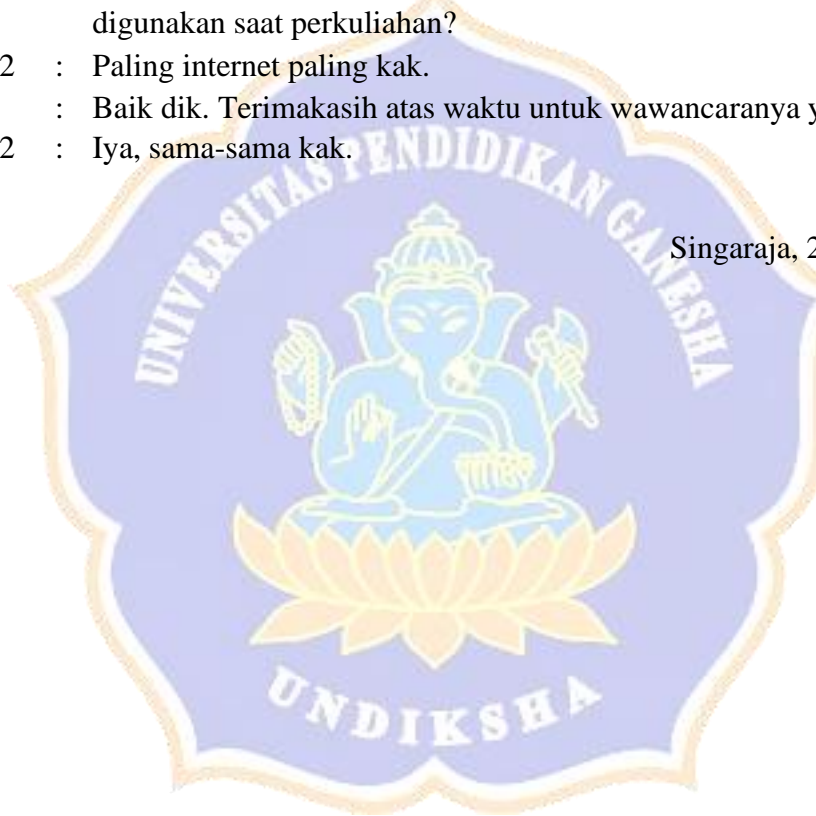 digunakan saat perkuliahan?
2 : Paling internet paling kak.
: Baik dik. Terimakasih atas waktu untuk wawancaranya y
2 : Iya, sama-sama kak.
Singaraja, 2
UNIVERSITAS PENDIDIKAN GANESHA
UNDIKSHA